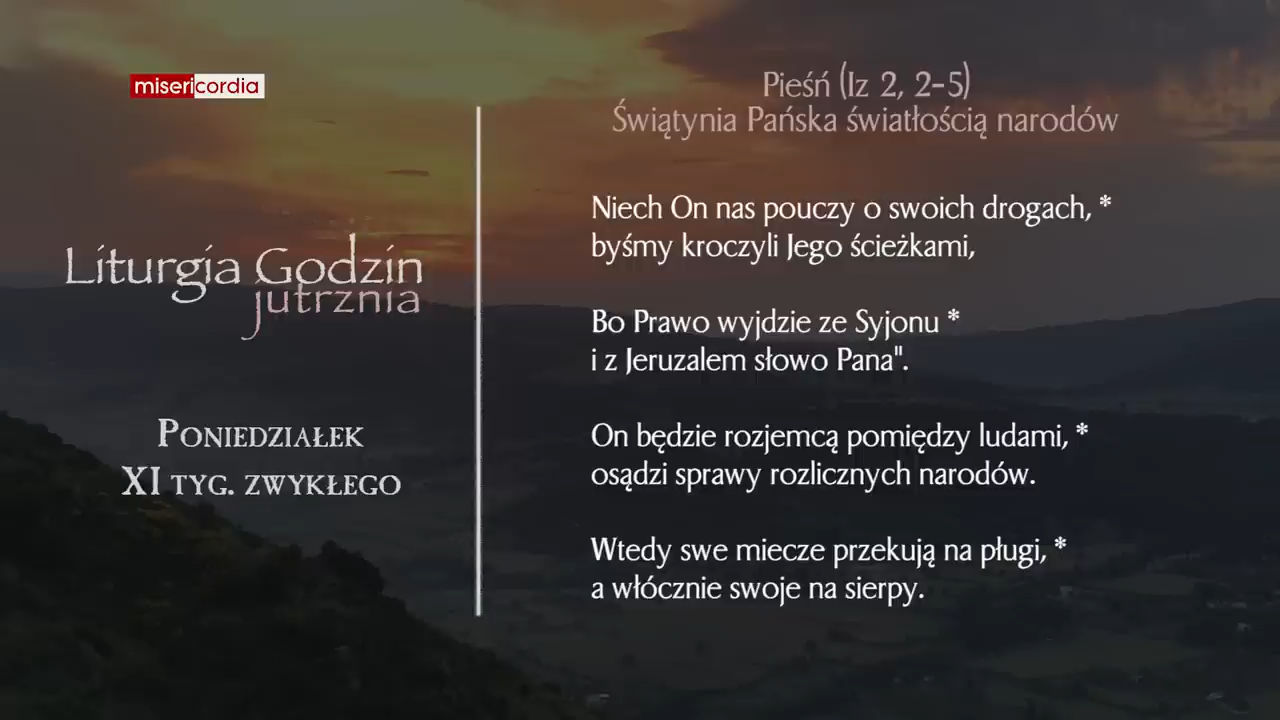 misericordia
Liturgia Godzin
jutrznia
Poniedziałek
XI tyg. zwykłego
Pieśń (Iz 2, 2-5)
Świątynia Pańska światłością narodów
Niech On nas pouczy o swoich drogach, *
byśmy kroczyli Jego ścieżkami,
Bo Prawo wyjdzie ze Syjonu *
i z Jeruzalem słowo Pana".
On będzie rozjemcą pomiędzy ludami, *
osądzi sprawy rozlicznych narodów.
Wtedy swe miecze przekują na pługi, *
a włócznie swoje na sierpy.